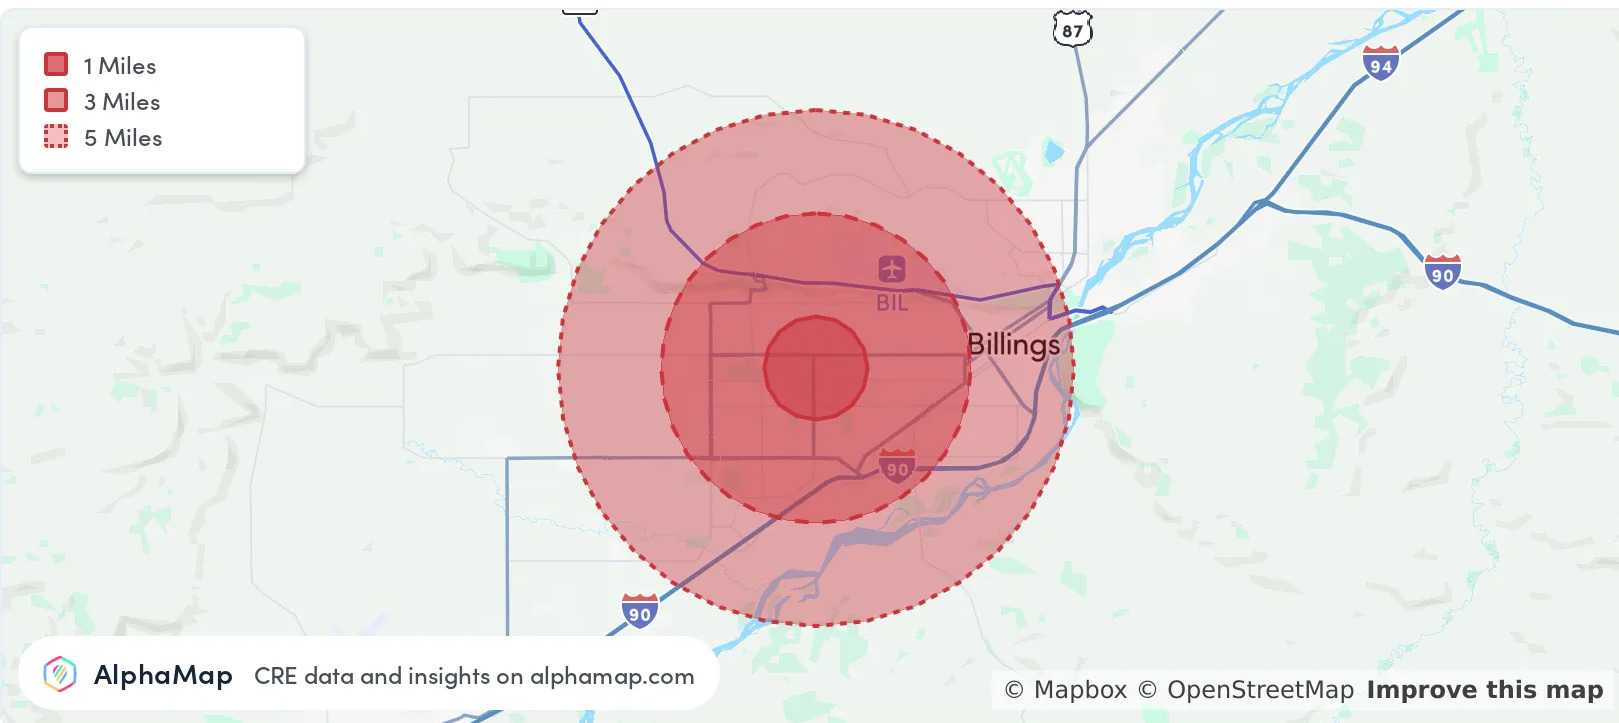 87
94
1 Miles
3 Miles
5 Miles
90
BIL
Billings
90
90
AlphaMap CRE data and insights on alphamap.com
© Mapbox © OpenStreetMap Improve this map